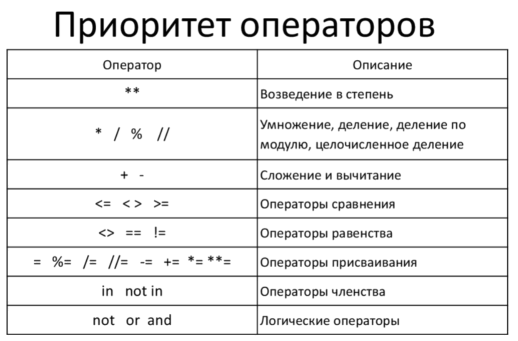 Приоритет операторов
Оператор Описание
** Возведение в степень
* / % // Умножение, деление, деление по
модулю, целочисленное деление
+ - Сложение и вычитание
<= < > >= Операторы сравнения
<> == != Операторы равенства
= %= /= //= -= += *= **= Операторы присваивания
in not in Операторы членства
not or and Логические операторы